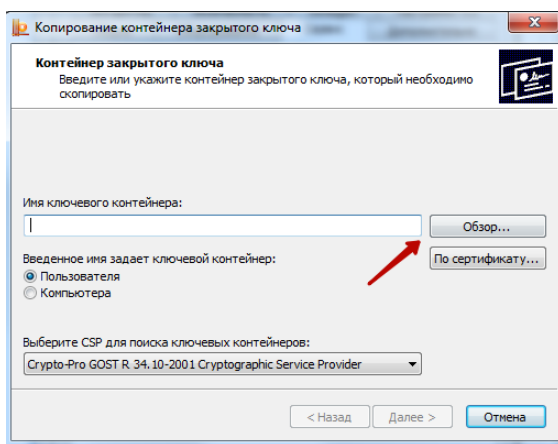 Копирование контейнера закрытого ключа
Контейнер закрытого ключа
Введите или укажите контейнер закрытого ключа, который необходимо
скопировать
Имя ключевого контейнера:
Обзор...
Введенное имя задает ключевой контейнер:
По сертификату...
Пользователя
Компьютера
Выберите CSP для поиска ключевых контейнеров:
Crypto-Pro GOST R 34.10-2001 Cryptographic Service Provider
< Назад
Далее >
Отмена